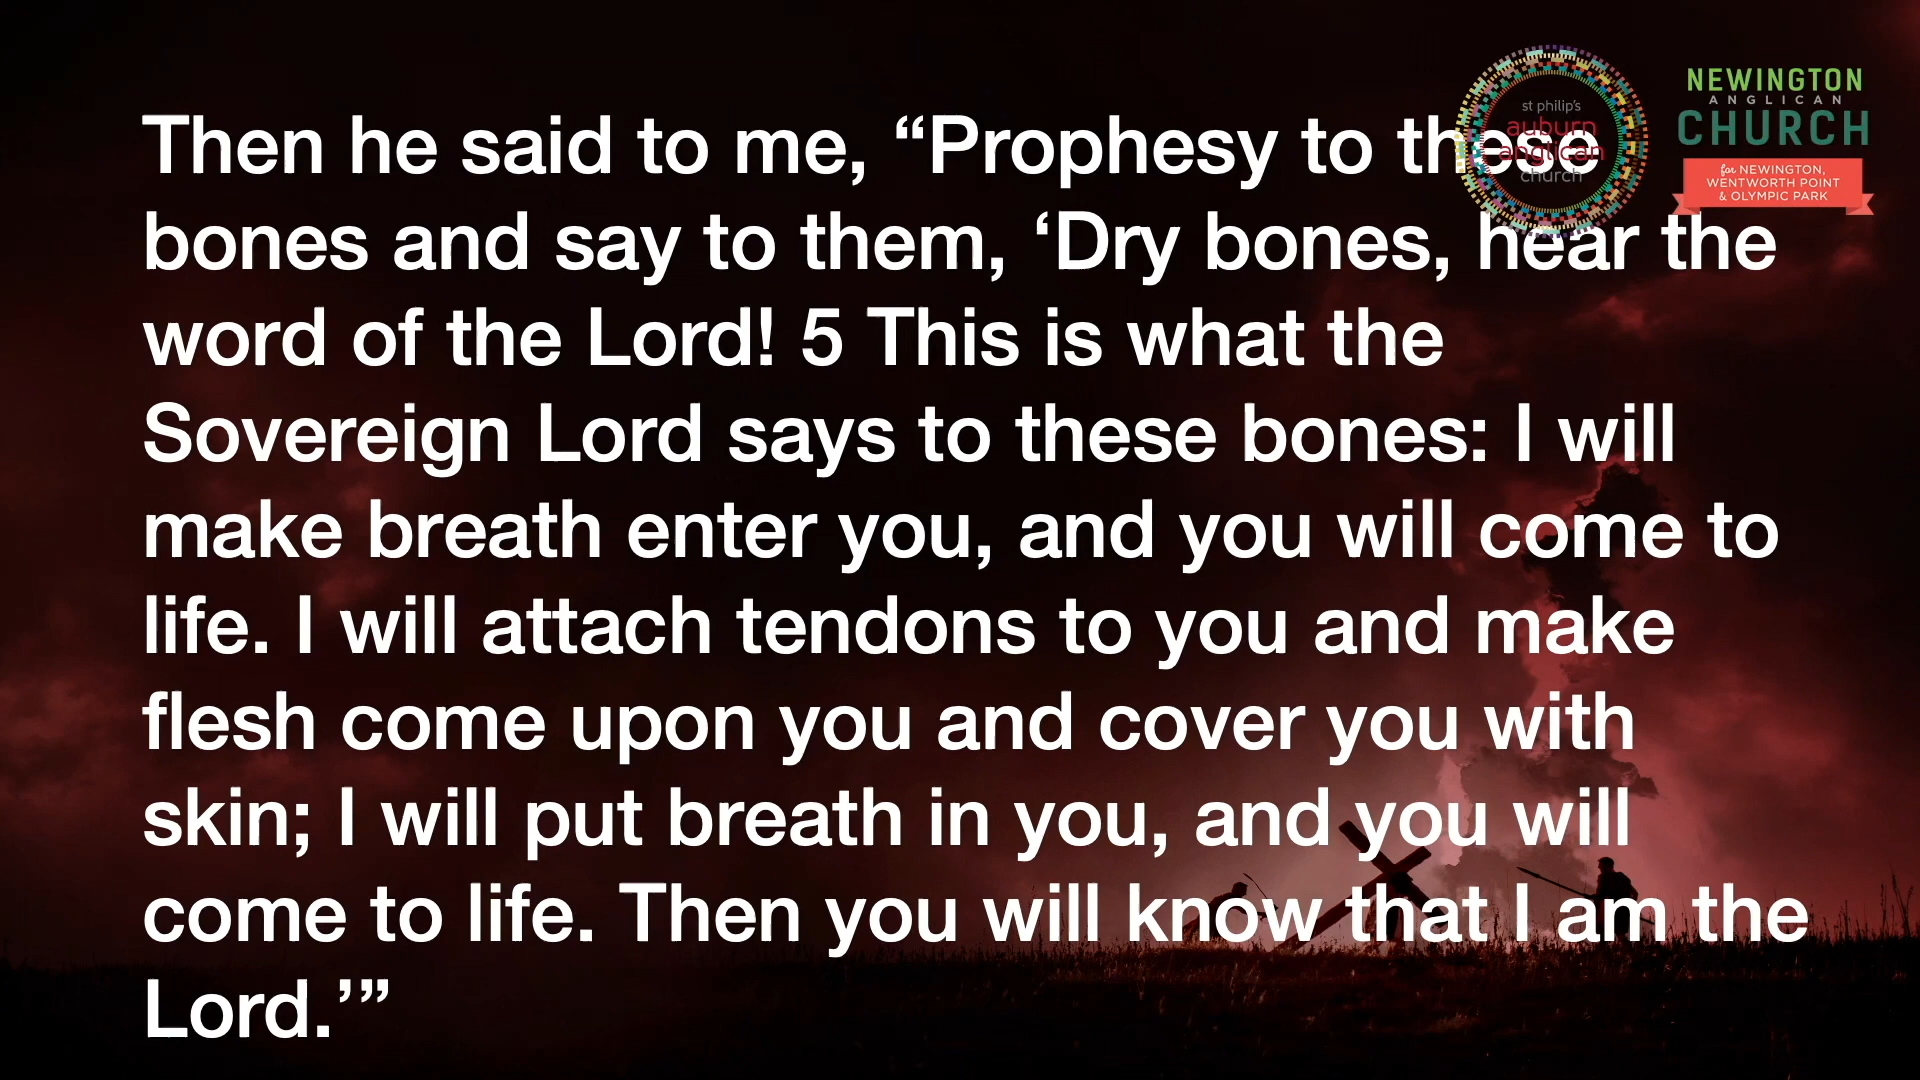 st philip's
auburn
anglican
church
NEWINGTON
ANGLICAN
CHURCH
for NEWINGTON,
WENTWORTH POINT
& OLYMPIC PARK
Then he said to me, “Prophesy to these
bones and say to them, ‘Dry bones, hear the
word of the Lord! 5 This is what the
Sovereign Lord says to these bones: I will
make breath enter you, and you will come to
life. I will attach tendons to you and make
flesh come upon you and cover you with
skin; I will put breath in you, and you will
come to life. Then you will know that I am the
Lord.’”